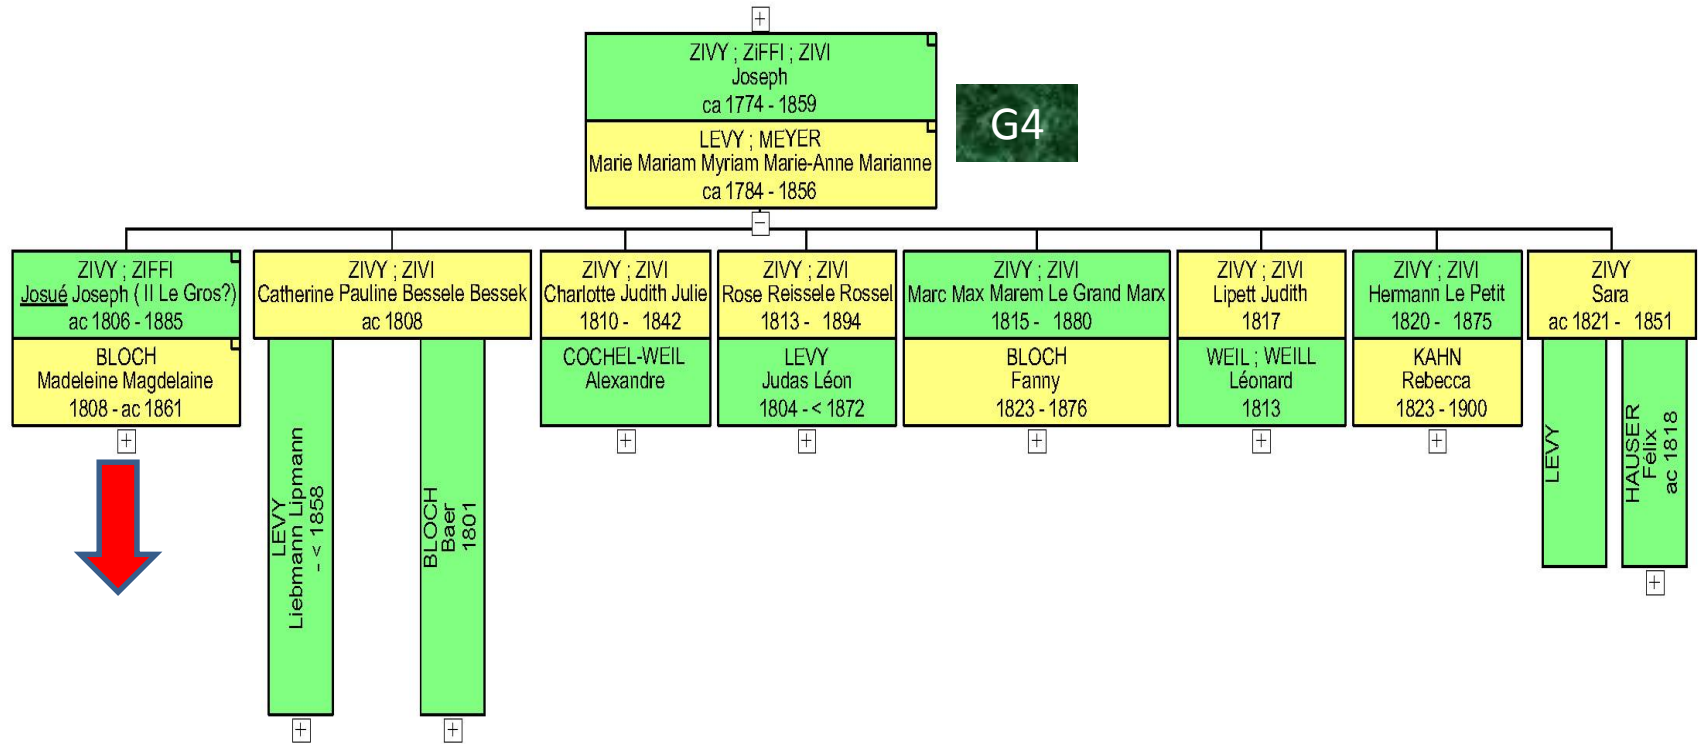 ZIVY ; ZiFFI ; ZIVI
Joseph
ca 1774 - 1859
LEVY ; MEYER
Marie Mariam Myriam Marie-Anne Marianne
ca 1784 - 1856
G4
ZIVY ; ZIFFI
Josué Joseph ( II Le Gros?)
ac 1806 - 1885
BLOCH
Madeleine Magdelaine
1808 - ac 1861
ZIVY ; ZIVI
Catherine Pauline Bessele Bessek
ac 1808
LEVY
Liebmann Lipmann
- < 1858
BLOCH
Baer
1801
ZIVY ; ZIVI
Charlotte Judith Julie
1810 - 1842
COCHEL-WEIL
Alexandre
ZIVY ; ZIVI
Rose Reissele Rossel
1813 - 1894
LEVY
Judas Léon
1804 - < 1872
ZIVY ; ZIVI
Marc Max Marem Le Grand Marx
1815 - 1880
BLOCH
Fanny
1823 - 1876
ZIVY ; ZIVI
Lipett Judith
1817
WEIL ; WEILL
Léonard
1813
ZIVY ; ZIVI
Hermann Le Petit
1820 - 1875
KAHN
Rebecca
1823 - 1900
ZIVY
Sara
ac 1821 - 1851
LEVY
HAUSER
Félix
ac 1818